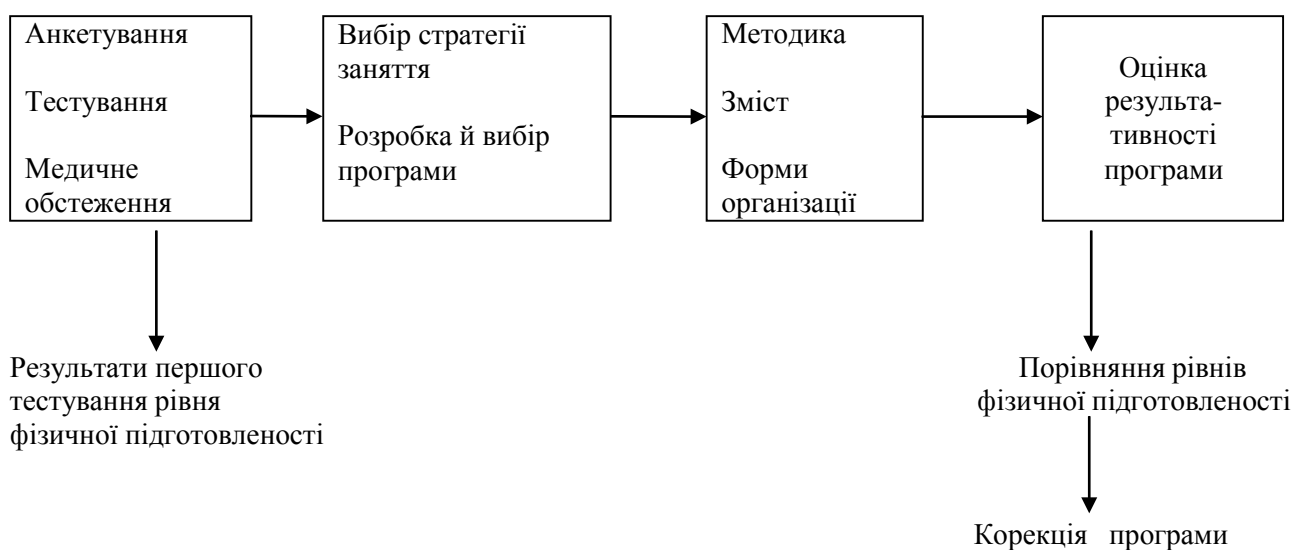 Анкетування
Тестування
Медичне
обстеження
Вибір стратегії
заняття
Розробка й вибір
програми
Методика
Зміст
Форми
організації
Оцінка
результа-
тивності
програми
Результати першого
тестування рівня
фізичної підготовленості
Порівняння рівнів
фізичної підготовленості
Корекція програми